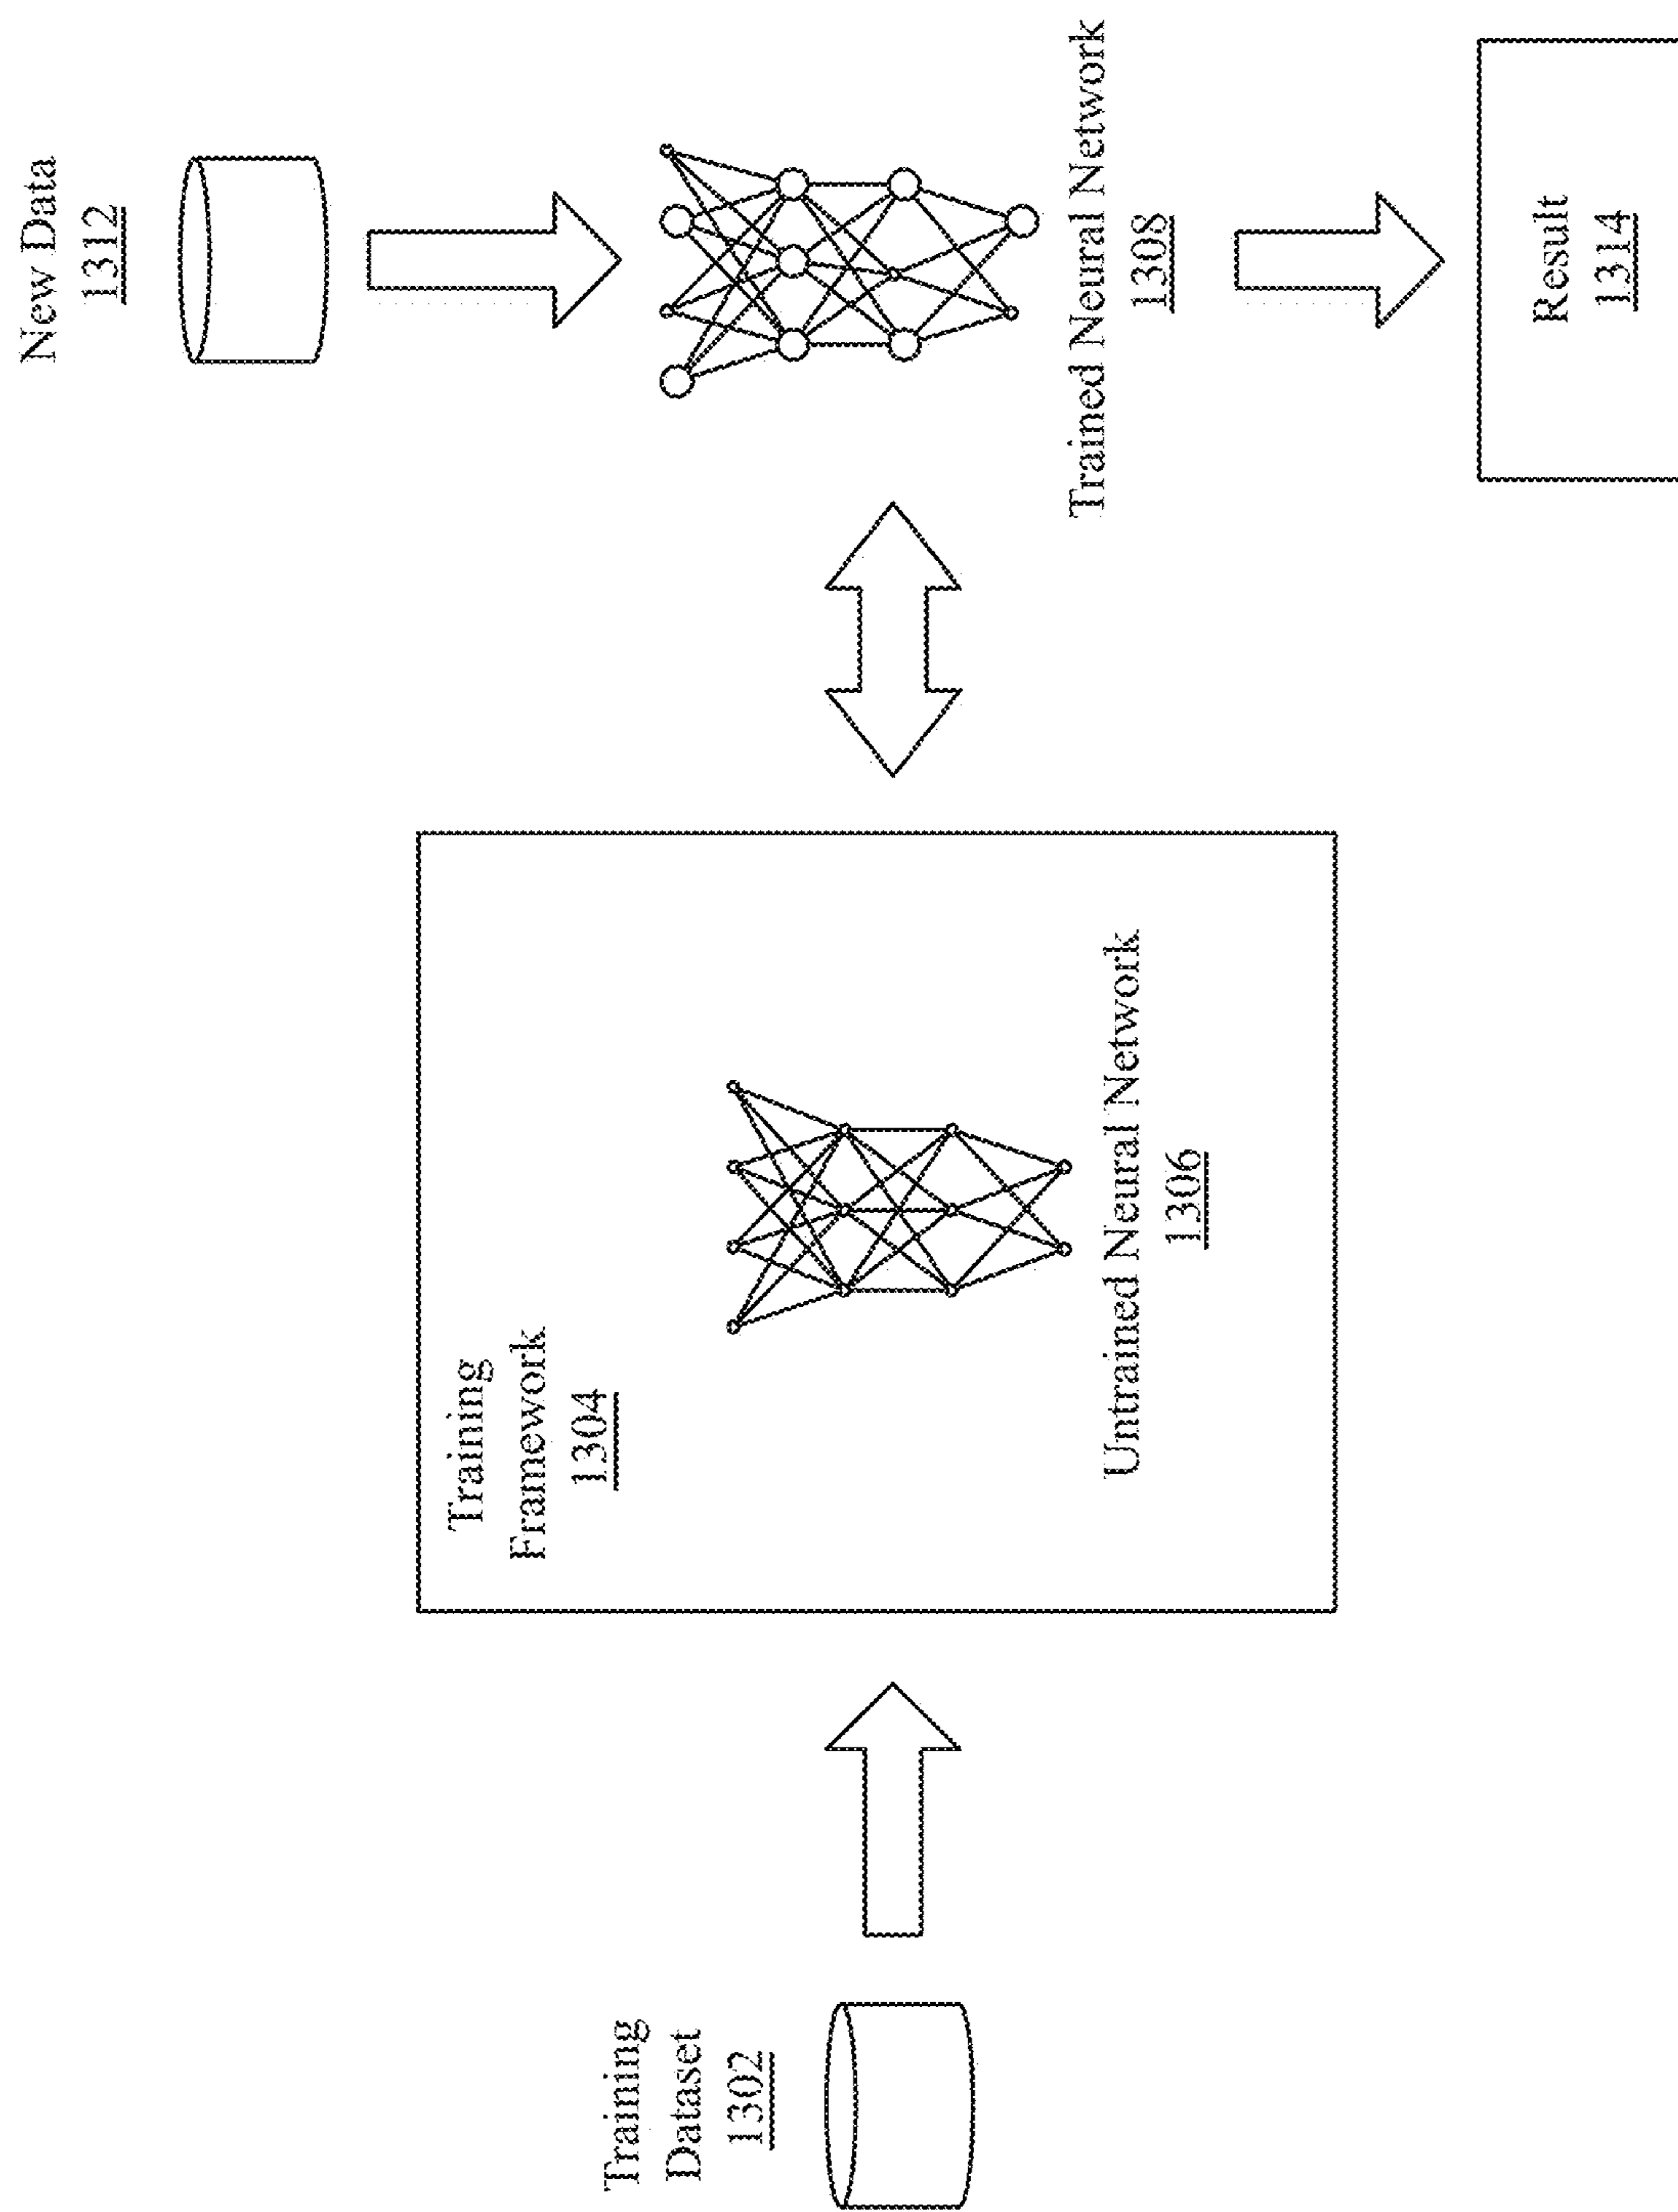 Training
Dataset
1302
Training
Framework
1304
Untrained Neural Network
1306
New Data
1312
Trained Neural Network
1308
Result
1314